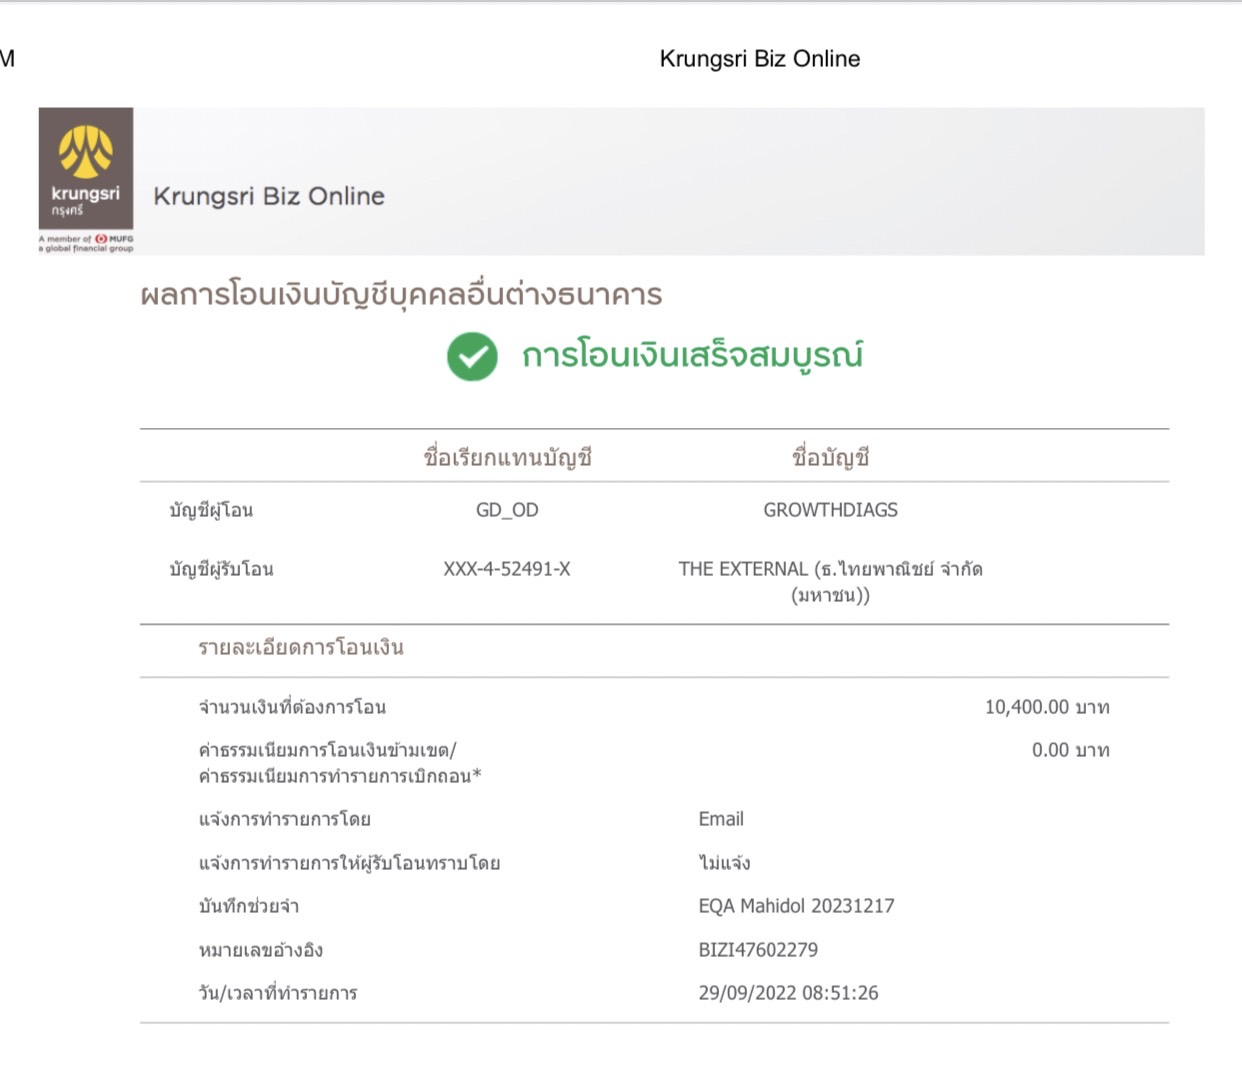 M
Krungsri Biz Online
krungsri
กรุงศรี
A member of MUFG
a global financial group
Krungsri Biz Online
ผลการโอนเงินบัญชีบุคคลอื่นต่างธนาคาร
การโอนเงินเสร็จสมบูรณ์
ชื่อเรียกแทนบัญชี ชื่อบัญชี
บัญชีผู้โอน GD_OD GROWTHDIAGS
บัญชีผู้รับโอน XXX-4-52491-X THE EXTERNAL (ธ.ไทยพาณิชย์ จำกัด
(มหาชน))
รายละเอียดการโอนเงิน
จำนวนเงินที่ต้องการโอน 10,400.00 บาท
ค่าธรรมเนียมการโอนเงินข้ามเขต/ 0.00 บาท
ค่าธรรมเนียมการทำรายการเบิกถอน*
แจ้งการทำรายการโดย Email
แจ้งการทำรายการให้ผู้รับโอนทราบโดย ไม่แจ้ง
บันทึกช่วยจำ EQA Mahidol 20231217
หมายเลขอ้างอิง BIZI47602279
วัน/เวลาที่ทำรายการ 29/09/2022 08:51:26